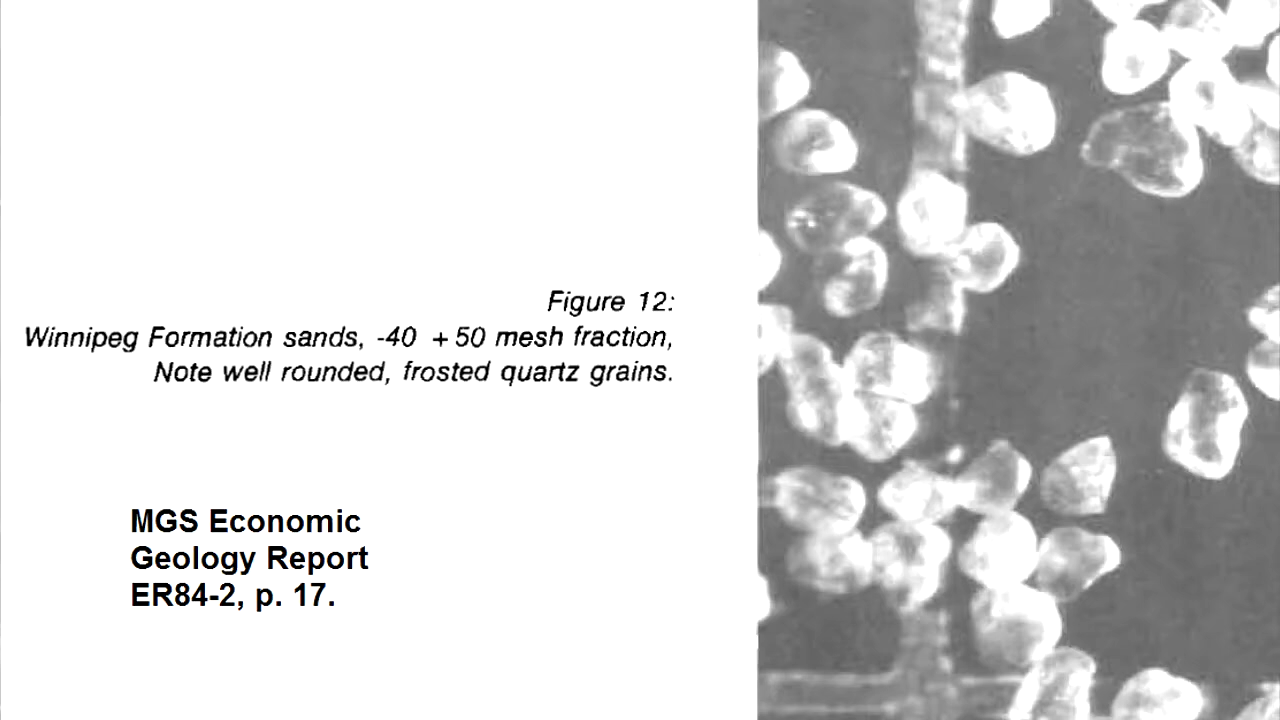 Figure 12:
Winnipeg Formation sands, -40 +50 mesh fraction,
Note well rounded, frosted quartz grains.
MGS Economic
Geology Report
ER84-2, p. 17.